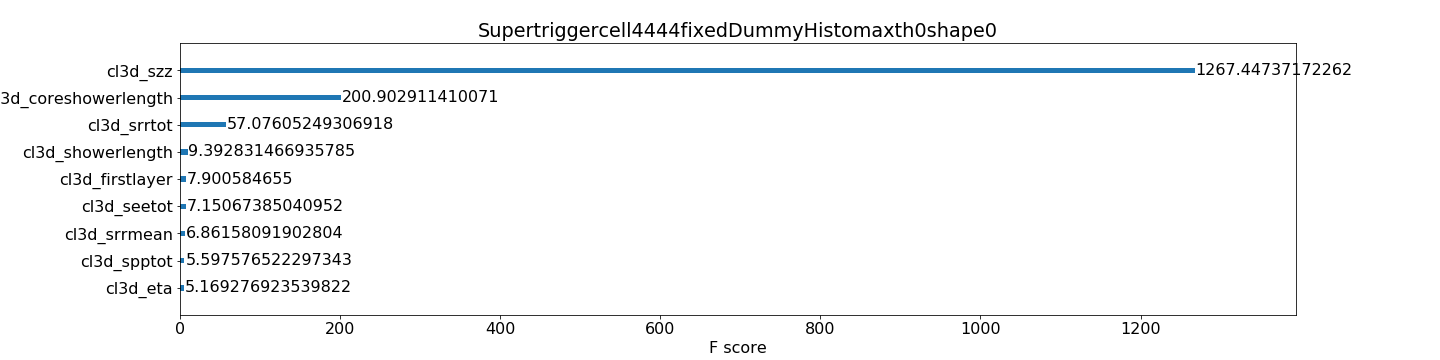 Supertriggercell4444fixedDummyHistomaxth0shape0
cl3d_szz 1267.44737172262
3d_coreshowerlength 200.902911410071
cl3d_srrtot 57.07605249306918
cl3d_showerlength 9.392831466935785
cl3d_firstlayer 7.900584655
cl3d_seetot 7.15067385040952
cl3d_srrmean 6.86158091902804
cl3d_spptot 5.597576522297343
cl3d_eta 5.169276923539822
0 200 400 600 800 1000 1200
F score